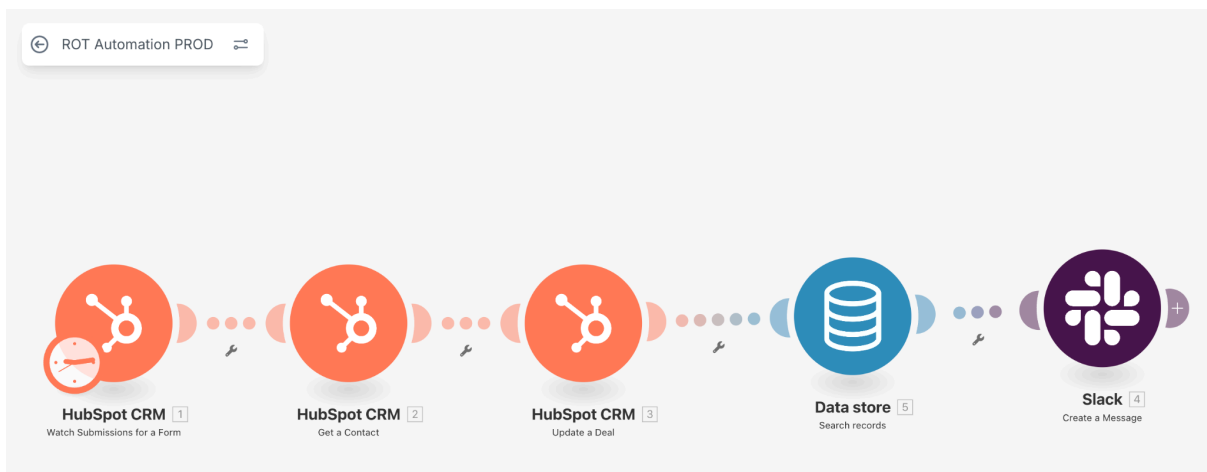 ROT Automation PROD
HubSpot CRM 1
Watch Submissions for a Form
HubSpot CRM 2
Get a Contact
HubSpot CRM 3
Update a Deal
Data store 5
Search records
Slack 4
Create a Message